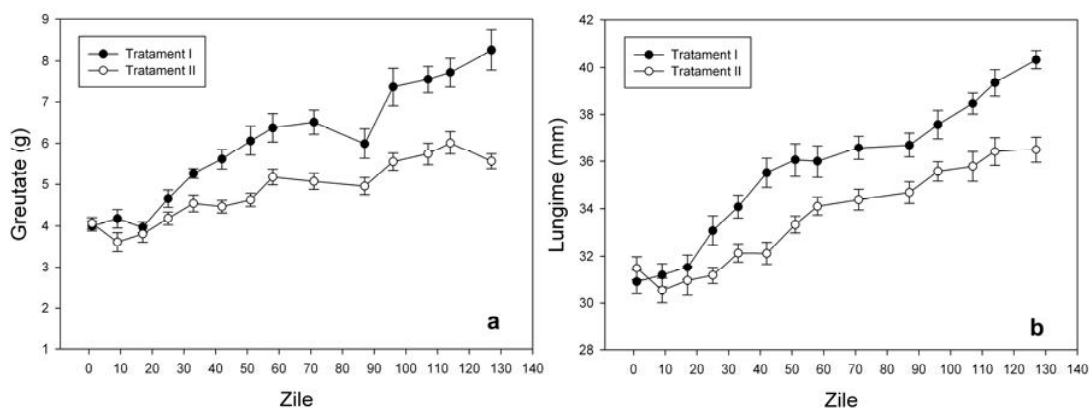 9
8
7
6
5
4
3
2
1
Greutate (g)
Tratament I
Tratament II
a
0 10 20 30 40 50 60 70 80 90 100 110 120 130 140
Zile
42
40
38
36
34
32
30
28
Lungime (mm)
Tratament I
Tratament II
b
0 10 20 30 40 50 60 70 80 90 100 110 120 130 140
Zile